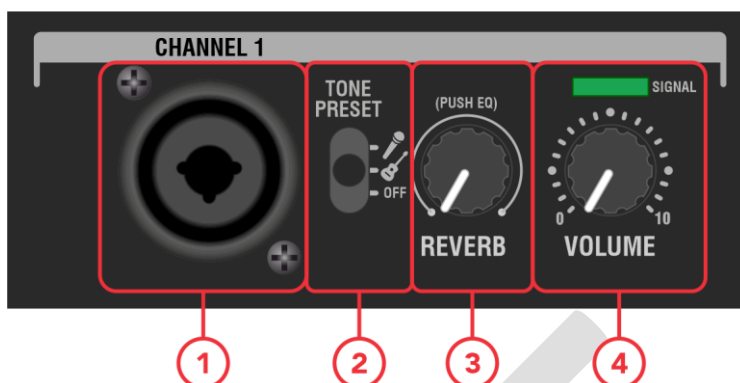 CHANNEL 1
TONE
PRESET
OFF
(PUSH EQ)
REVERB
SIGNAL
0
10
VOLUME
1
2
3
4